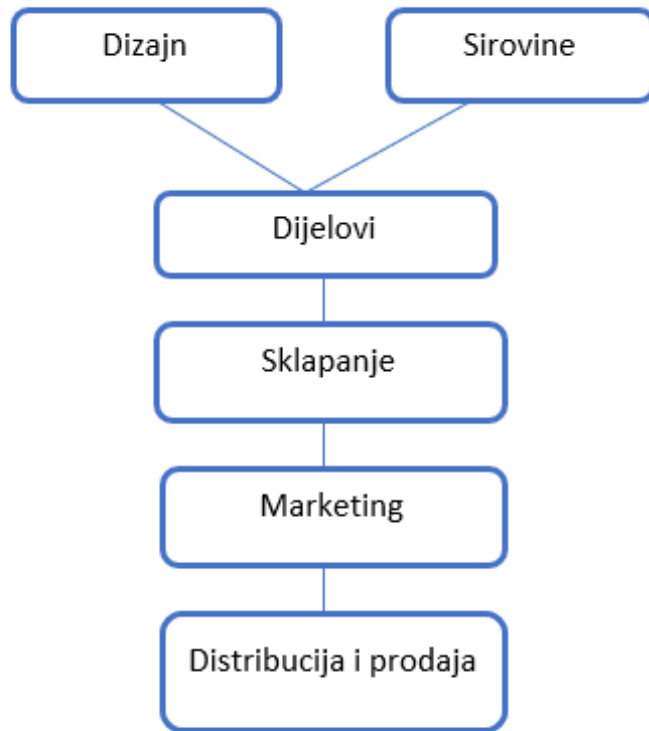 Dizajn
Sirovine
Dijelovi
Sklapanje
Marketing
Distribucija i prodaja